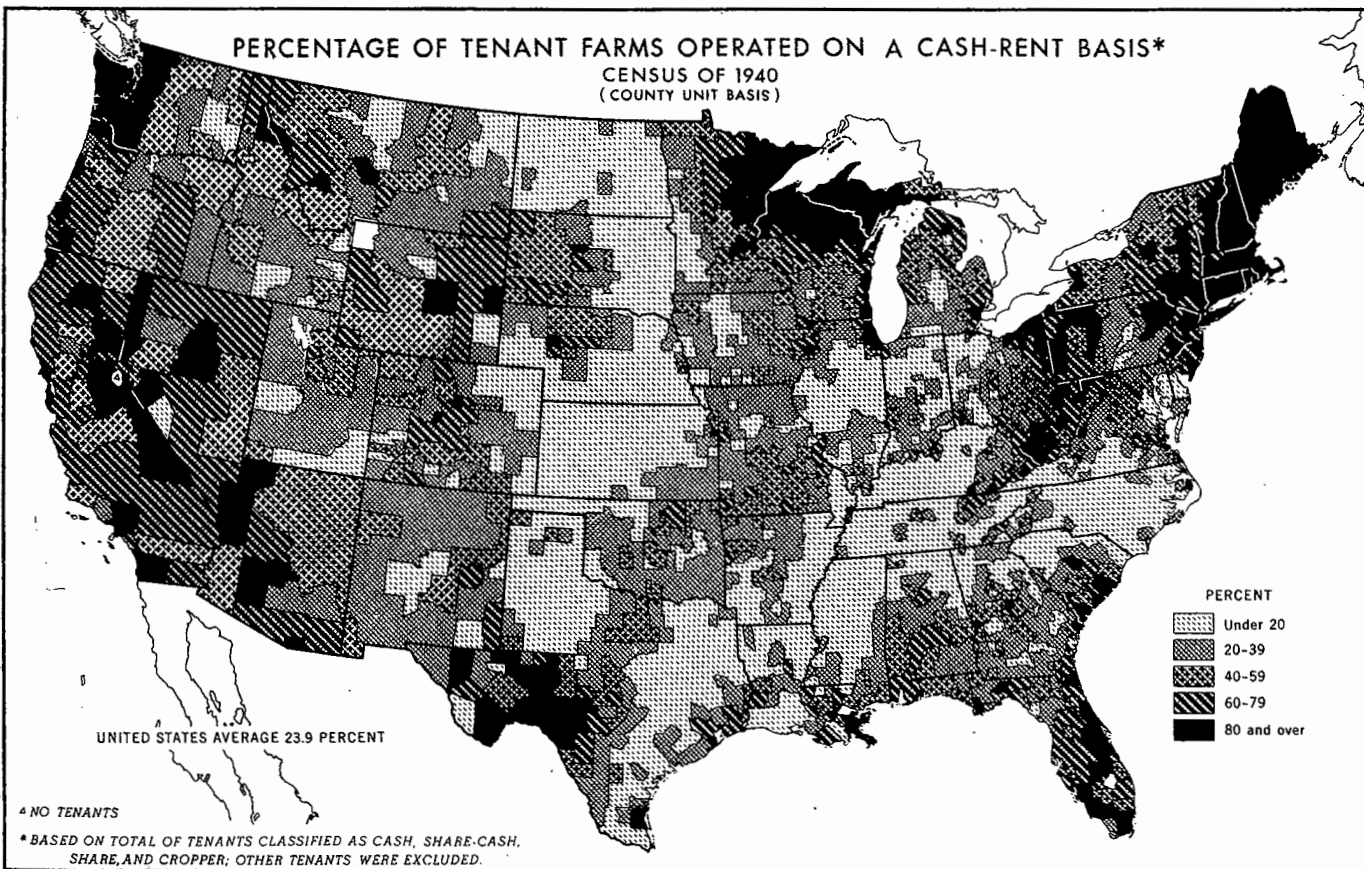 PERCENTAGE OF TENANT FARMS OPERATED ON A CASH-RENT BASIS*
CENSUS OF 1940
(COUNTY UNIT BASIS)
PERCENT
Under 20
20-39
40-59
60-79
80 and over
UNITED STATES AVERAGE 23.9 PERCENT
△ NO TENANTS
* BASED ON TOTAL OF TENANTS CLASSIFIED AS CASH, SHARE-CASH,
SHARE, AND CROPPER; OTHER TENANTS WERE EXCLUDED.